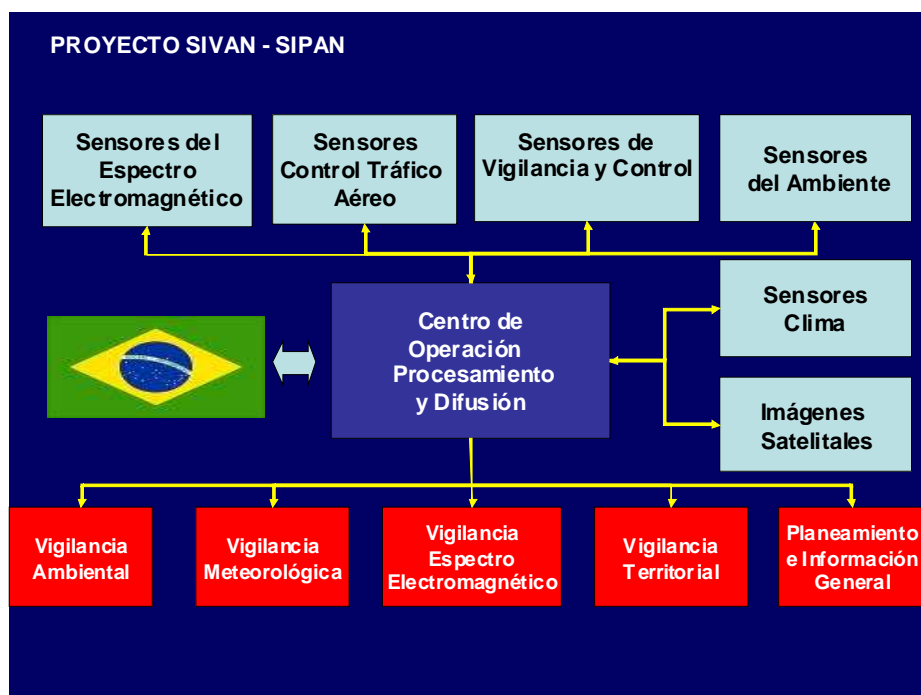 PROYECTO SIVAN - SIPAN
Sensores del
Espectro
Electromagnético
Sensores
Control Tráfico
Aéreo
Sensores de
Vigilancia y Control
Sensores
del Ambiente
Centro de
Operación
Procesamiento
y Difusión
Sensores
Clima
Imágenes
Satelitales
Vigilancia
Ambiental
Vigilancia
Meteorológica
Vigilancia
Espectro
Electromagnético
Vigilancia
Territorial
Planeamiento
e Información
General